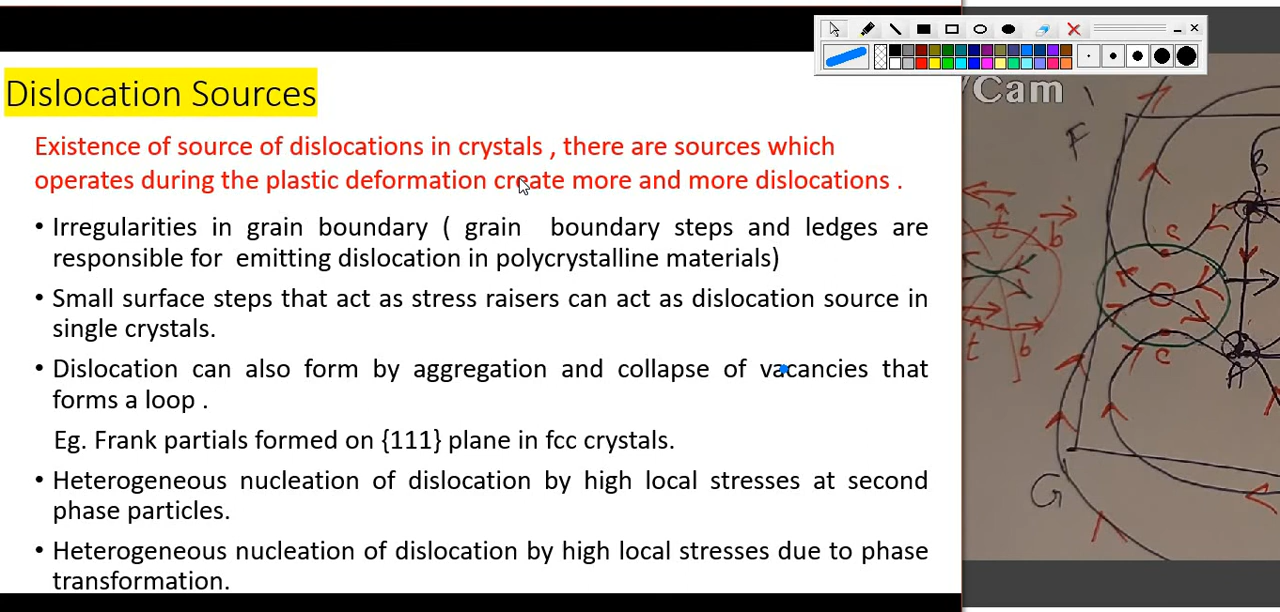 Dislocation Sources
Existence of source of dislocations in crystals , there are sources which
operates during the plastic deformation create more and more dislocations .
• Irregularities in grain boundary ( grain boundary steps and ledges are
responsible for emitting dislocation in polycrystalline materials)
• Small surface steps that act as stress raisers can act as dislocation source in
single crystals.
• Dislocation can also form by aggregation and collapse of vacancies that
forms a loop .
Eg. Frank partials formed on {111} plane in fcc crystals.
• Heterogeneous nucleation of dislocation by high local stresses at second
phase particles.
• Heterogeneous nucleation of dislocation by high local stresses due to phase
transformation.
/Cam
F
B
t b
e
t b
e
A
G